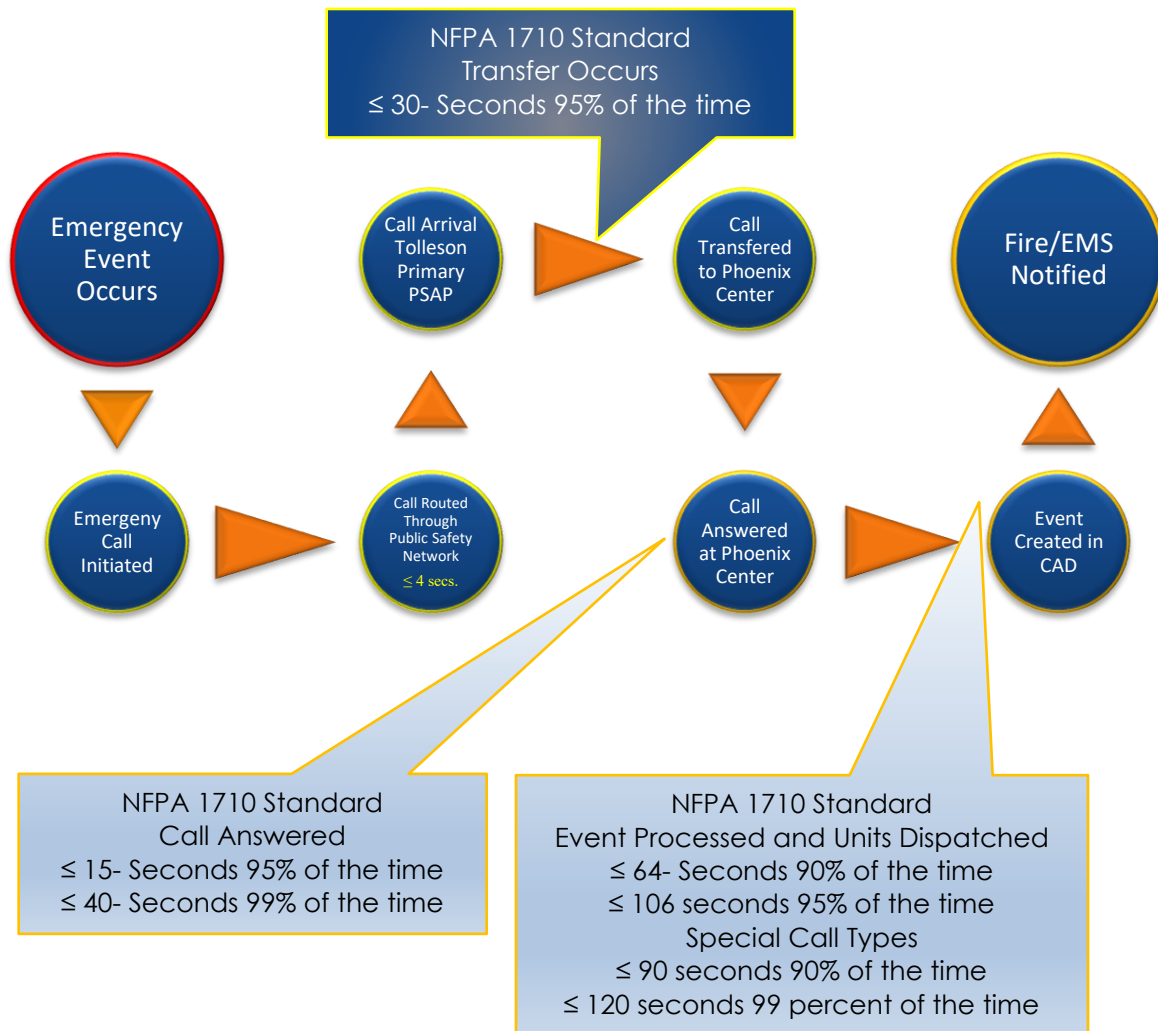 NFPA 1710 Standard
Transfer Occurs
≤ 30- Seconds 95% of the time
Emergency
Event
Occurs
Emergeny
Call
Initiated
Call Routed
Through
Public Safety
Network
≤ 4 secs.
Call Arrival
Tolleson
Primary
PSAP
Call
Transfered
to Phoenix
Center
Call
Answered
at Phoenix
Center
Event
Created in
CAD
Fire/EMS
Notified
NFPA 1710 Standard
Call Answered
≤ 15- Seconds 95% of the time
≤ 40- Seconds 99% of the time
NFPA 1710 Standard
Event Processed and Units Dispatched
≤ 64- Seconds 90% of the time
≤ 106 seconds 95% of the time
Special Call Types
≤ 90 seconds 90% of the time
≤ 120 seconds 99 percent of the time